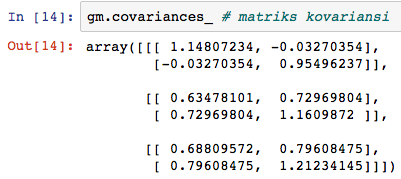 In [14]: gm.covariances_ # matriks kovariansi
Out[14]: array([[[ 1.14807234, -0.03270354],
[-0.03270354, 0.95496237]],
[[ 0.63478101, 0.72969804],
[ 0.72969804, 1.1609872 ]],
[[ 0.68809572, 0.79608475],
[ 0.79608475, 1.21234145]]])